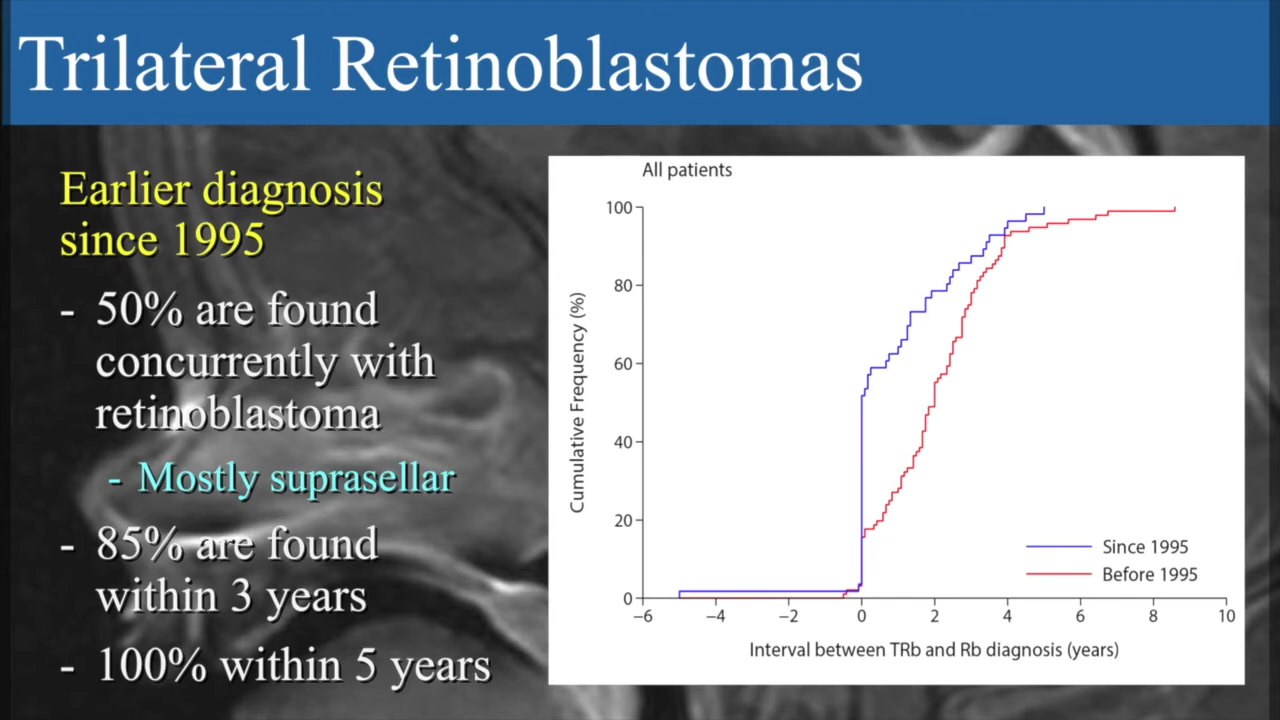 Trilateral Retinoblastomas
Earlier diagnosis
since 1995
- 50% are found
concurrently with
retinoblastoma
- Mostly suprasellar
- 85% are found
within 3 years
- 100% within 5 years
All patients
100
80
60
40
20
0
Cumulative Frequency (%)
Since 1995
Before 1995
−6 −4 −2 0 2 4 6 8 10
Interval between TRb and Rb diagnosis (years)